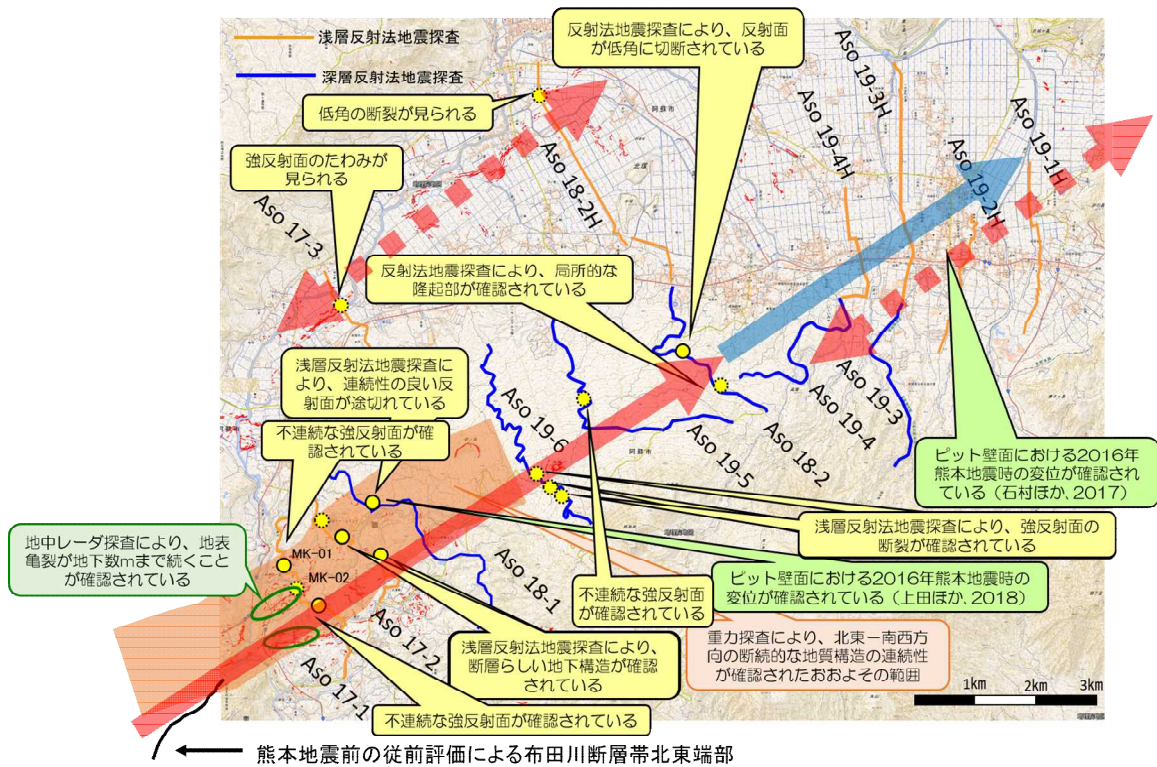 浅層反射法地震探査
深層反射法地震探査
低角の断裂が見られる
強反射面のたわみが
見られる
反射法地震探査により、反射面
が低角に切断されている
Aso 17-3
Aso 18-2H
Aso 19-4H
Aso 19-3H
Aso 19-2H
Aso 19-1H
阿蘇市
反射法地震探査により、局所的な
隆起部が確認されている
浅層反射法地震探査
により、連続性の良い反
射面が途切れている
不連続な強反射面が確
認されている
Aso 19-6
Aso 19-5
Aso 18-2
Aso 19-4
Aso 19-3
阿蘇市
ピット壁面における2016年
熊本地震時の変位が確認され
ている（石村ほか、2017）
浅層反射法地震探査により、強反射面の
断裂が確認されている
地中レーダ探査により、地表
亀裂が地下数mまで続くこと
が確認されている
MK-01
MK-02
Aso 18-1
Aso 17-2
Aso 17-1
不連続な強反射面
が確認されている
ピット壁面における2016年熊本地震時の
変位が確認されている（上田ほか、2018）
浅層反射法地震探査により、
断層らしい地下構造が確認
されている
重力探査により、北東－南西方
向の断続的な地質構造の連続性
が確認されたおおよその範囲
不連続な強反射面が確認されている
1km 2km 3km
熊本地震前の従前評価による布田川断層帯北東端部